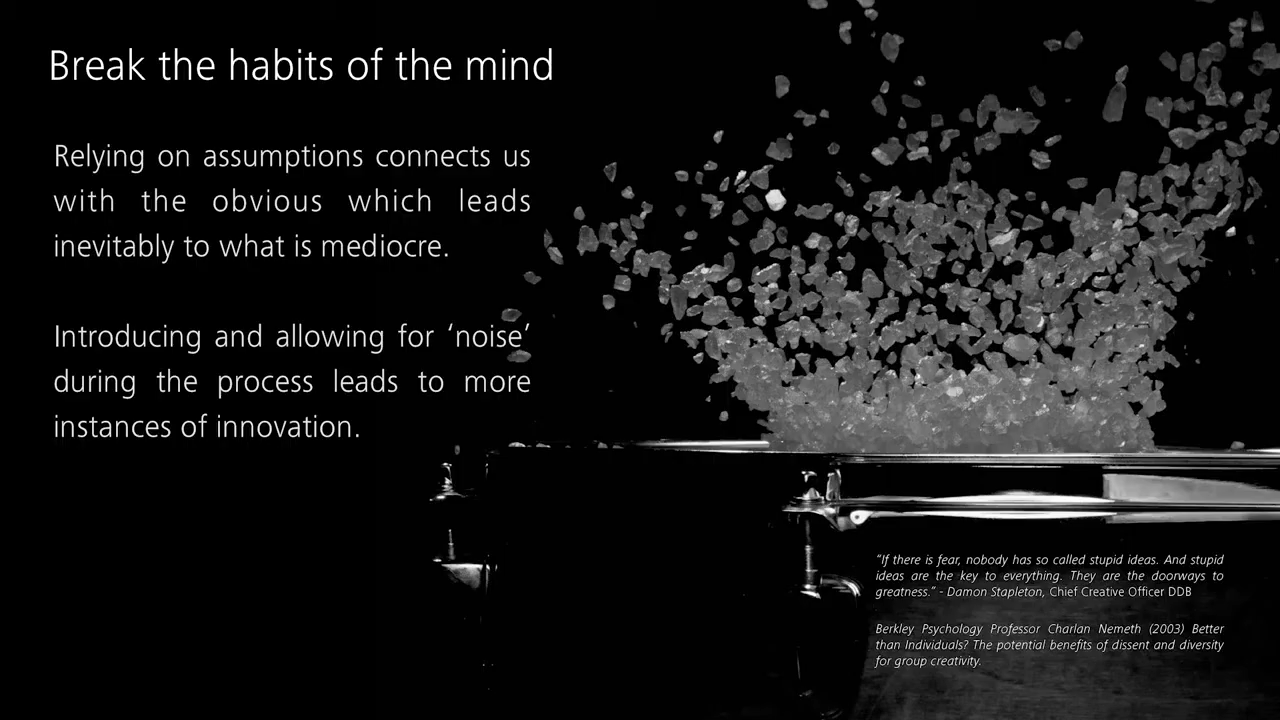 Break the habits of the mind
Relying on assumptions connects us
with the obvious which leads
inevitably to what is mediocre.
Introducing and allowing for ‘noise’
during the process leads to more
instances of innovation.
“If there is fear, nobody has so called stupid ideas. And stupid
ideas are the key to everything. They are the doorways to
greatness.” - Damon Stapleton, Chief Creative Officer DDB
Berkley Psychology Professor Charlan Nemeth (2003) Better
than Individuals? The potential benefits of dissent and diversity
for group creativity.